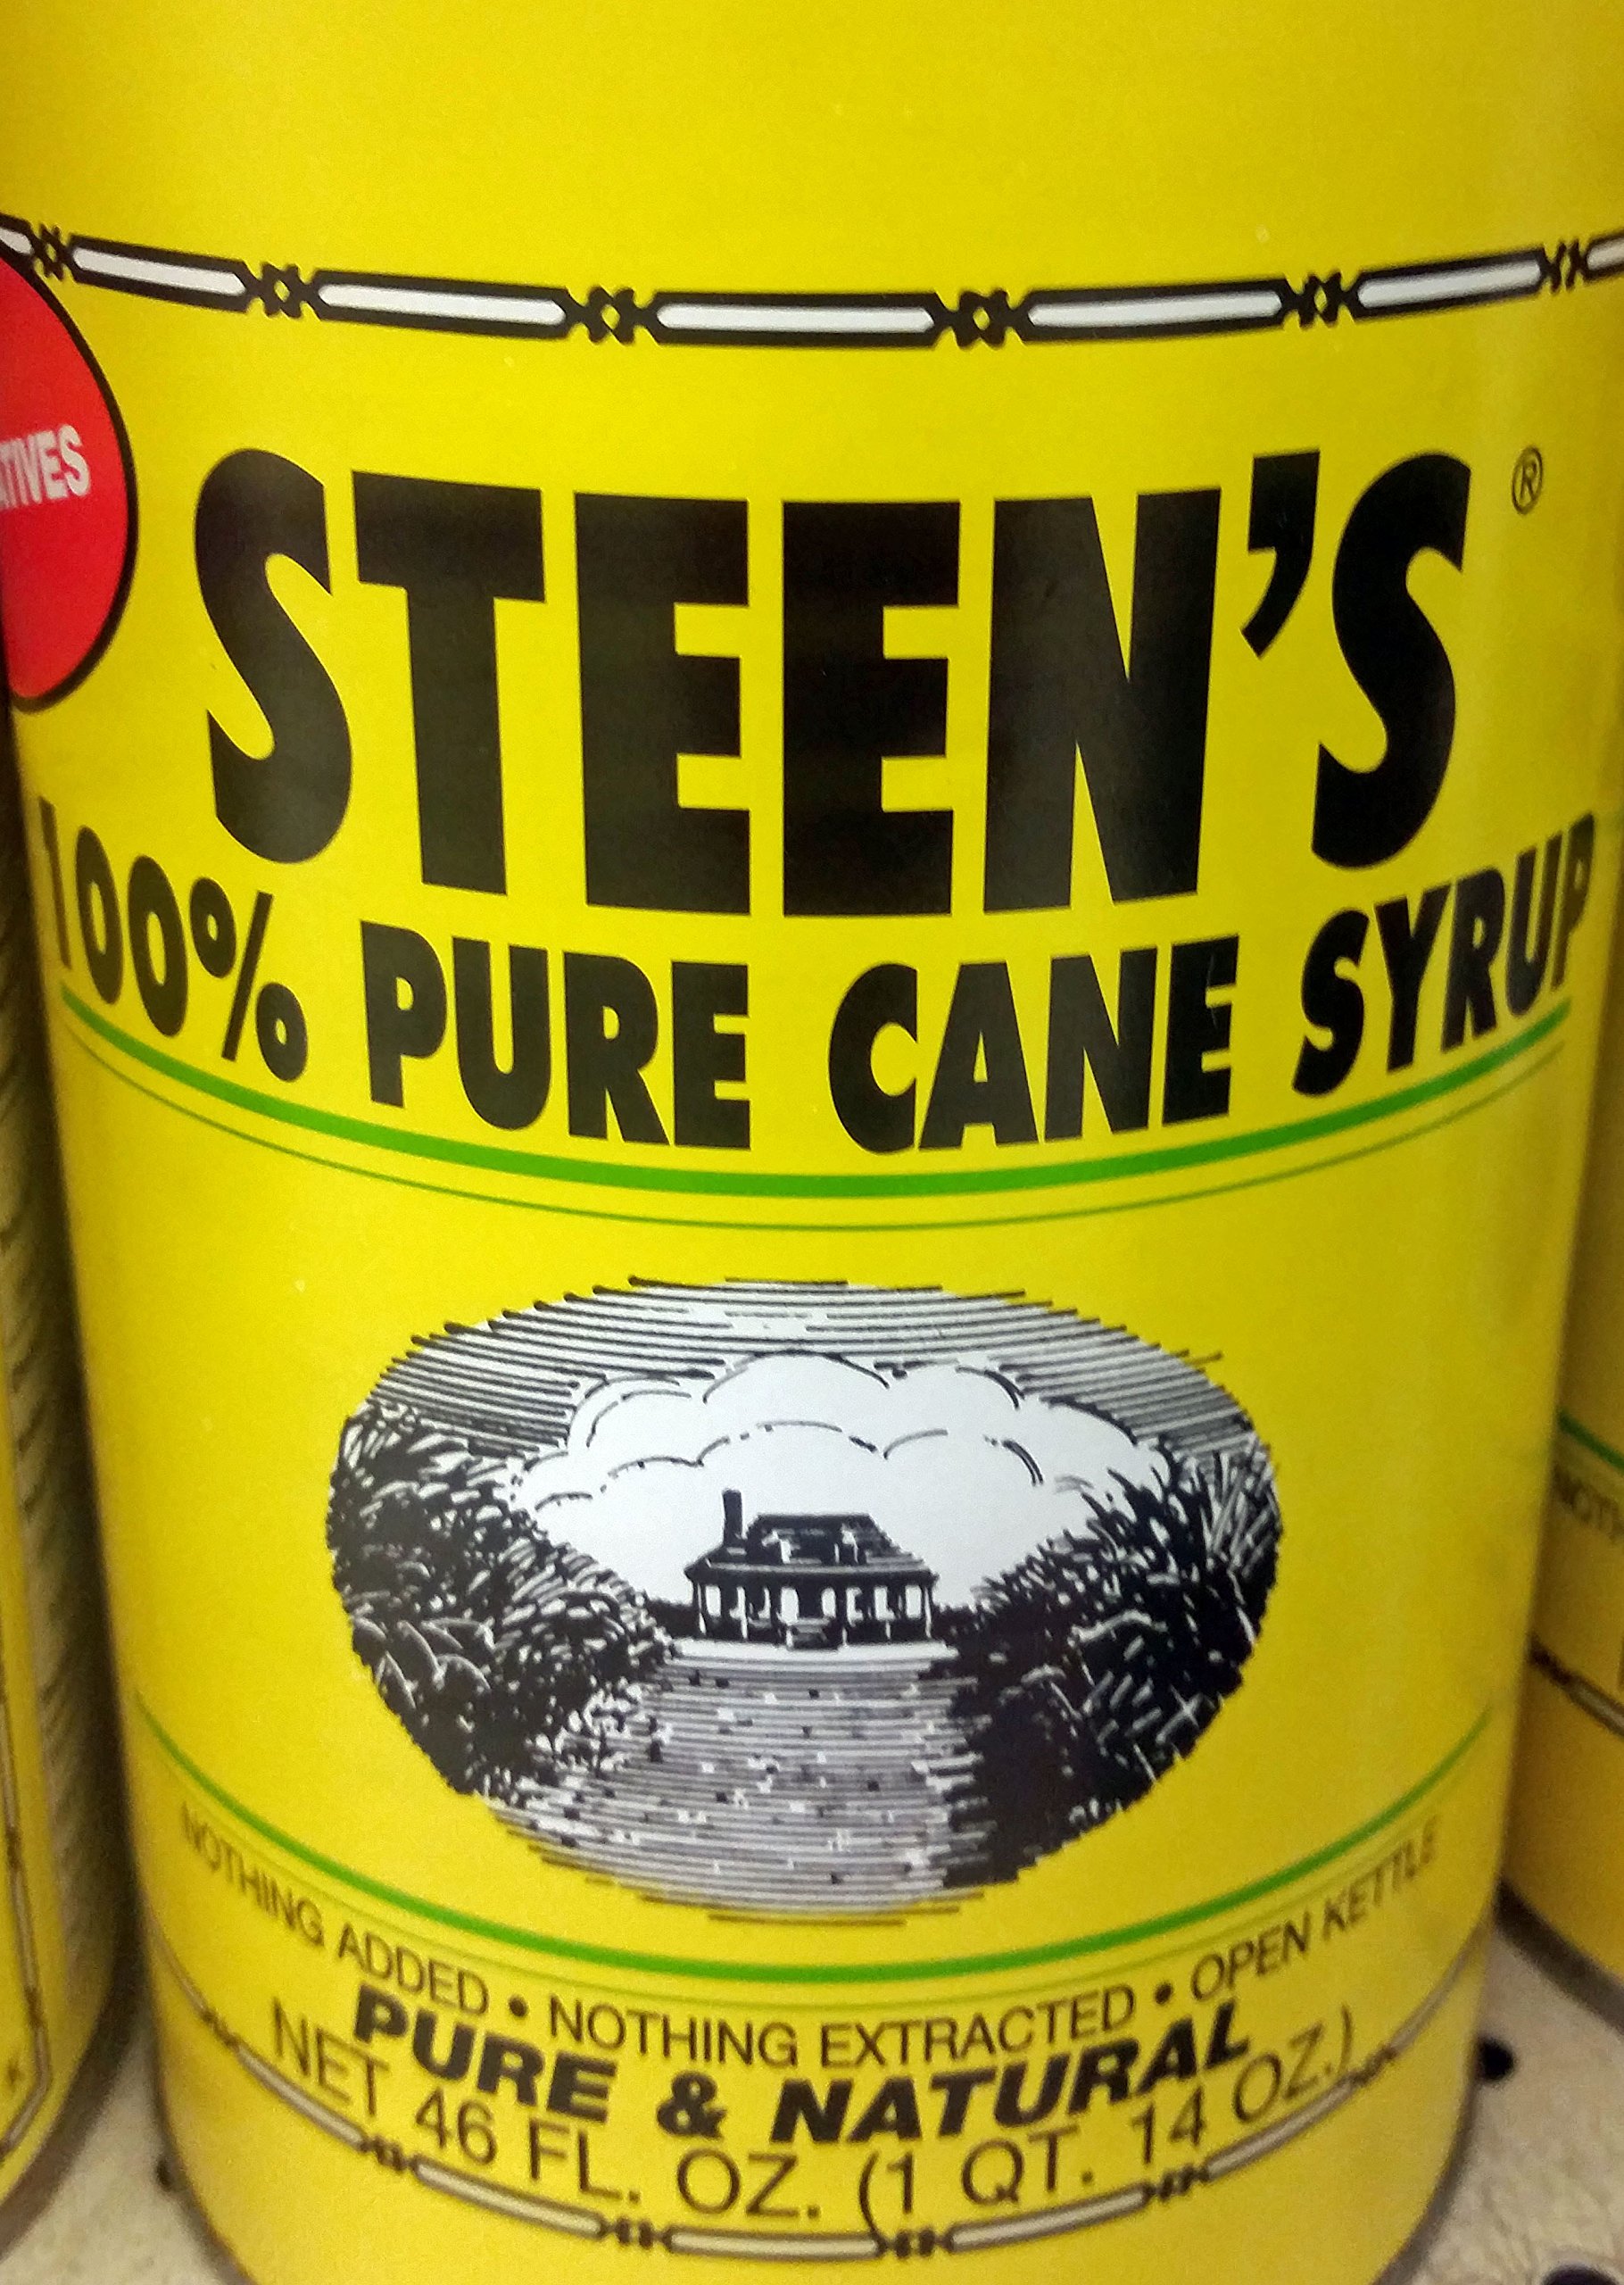 ATIVES
STEEN'S®
100% PURE CANE SYRUP
NOTHING ADDED • NOTHING EXTRACTED • OPEN KETTLE
PURE & NATURAL
NET 46 FL. OZ. (1 QT. 14 OZ.)
NOTH